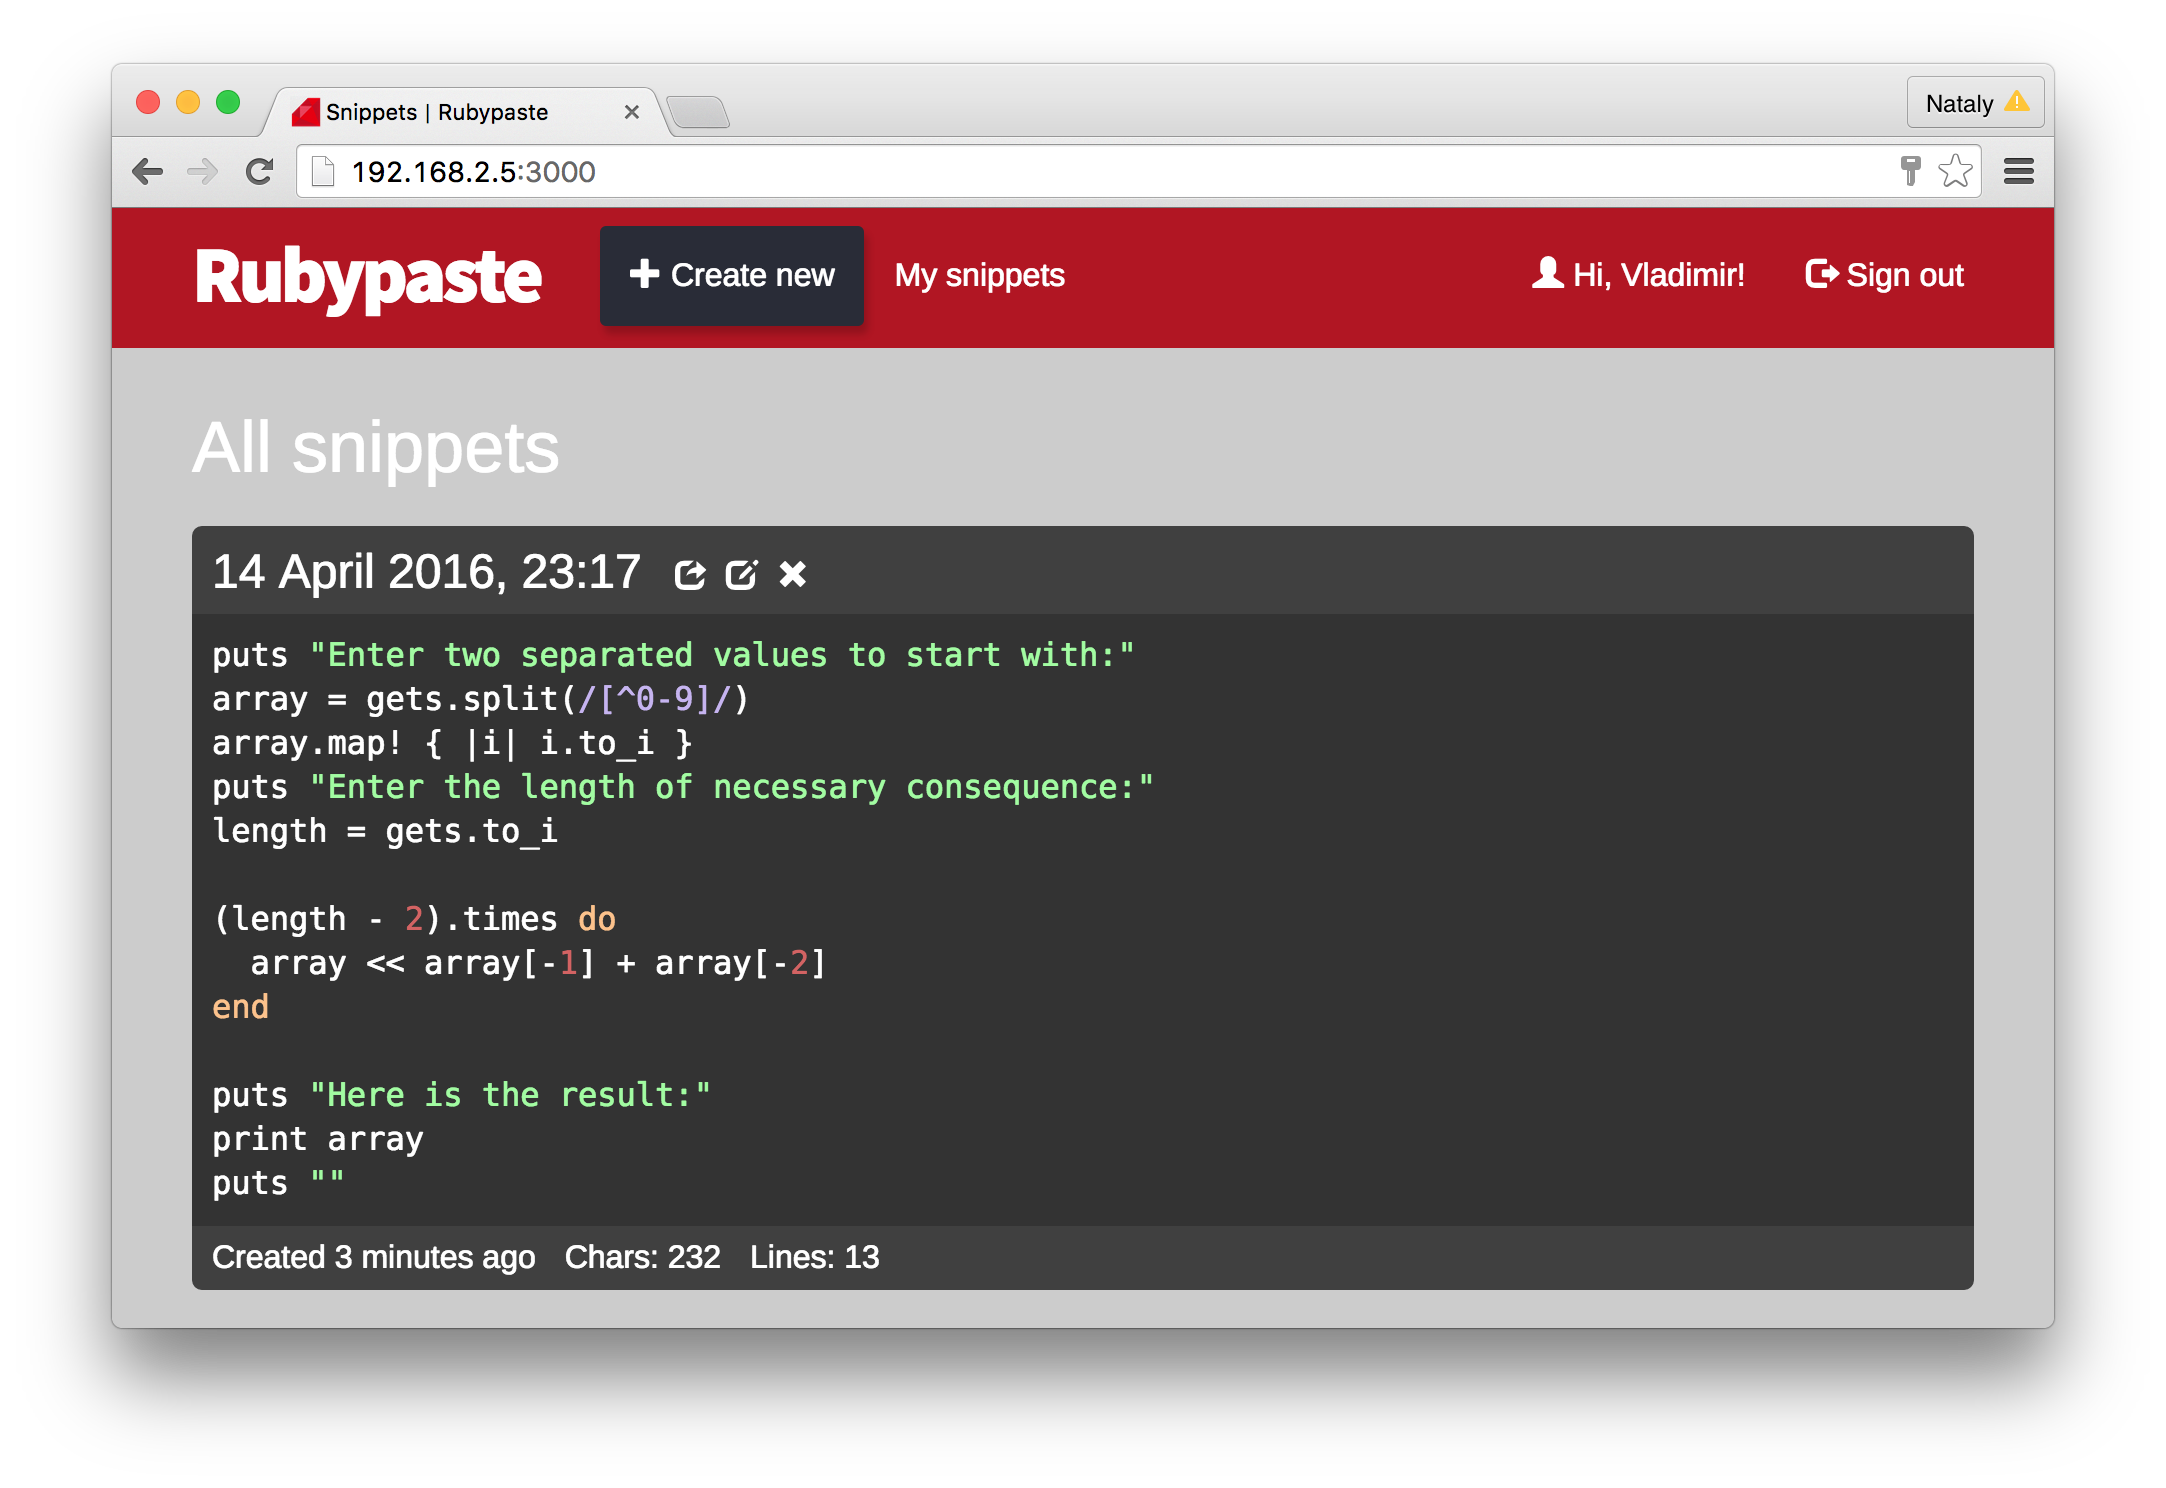 Snippets | Rubypaste
Nataly
192.168.2.5:3000
Rubypaste Create new My snippets Hi, Vladimir! Sign out
All snippets
14 April 2016, 23:17
puts "Enter two separated values to start with:"
array = gets.split(/[^0-9]/)
array.map! { |i| i.to_i }
puts "Enter the length of necessary consequence:"
length = gets.to_i
(length - 2).times do
  array << array[-1] + array[-2]
end
puts "Here is the result:"
print array
puts ""
Created 3 minutes ago Chars: 232 Lines: 13